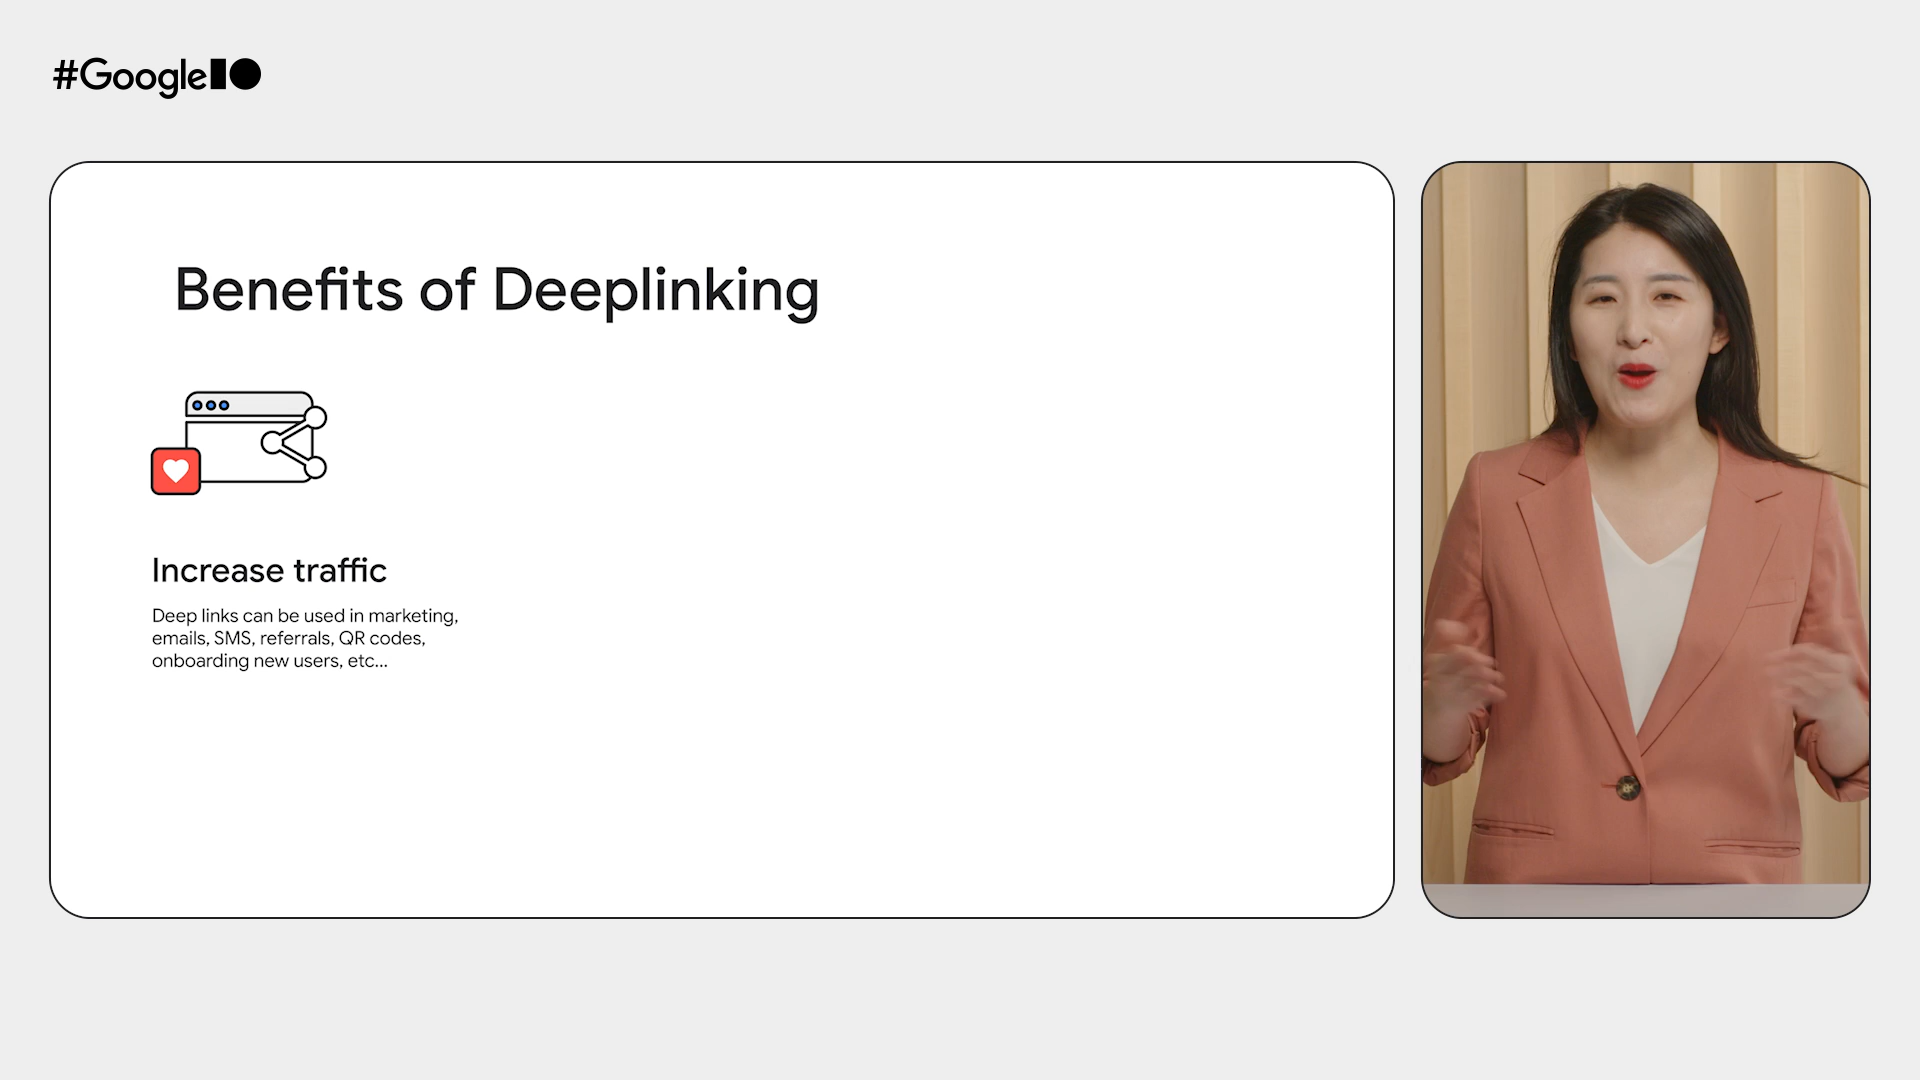 #GoogleIO
Benefits of Deeplinking
Increase traffic
Deep links can be used in marketing,
emails, SMS, referrals, QR codes,
onboarding new users, etc...